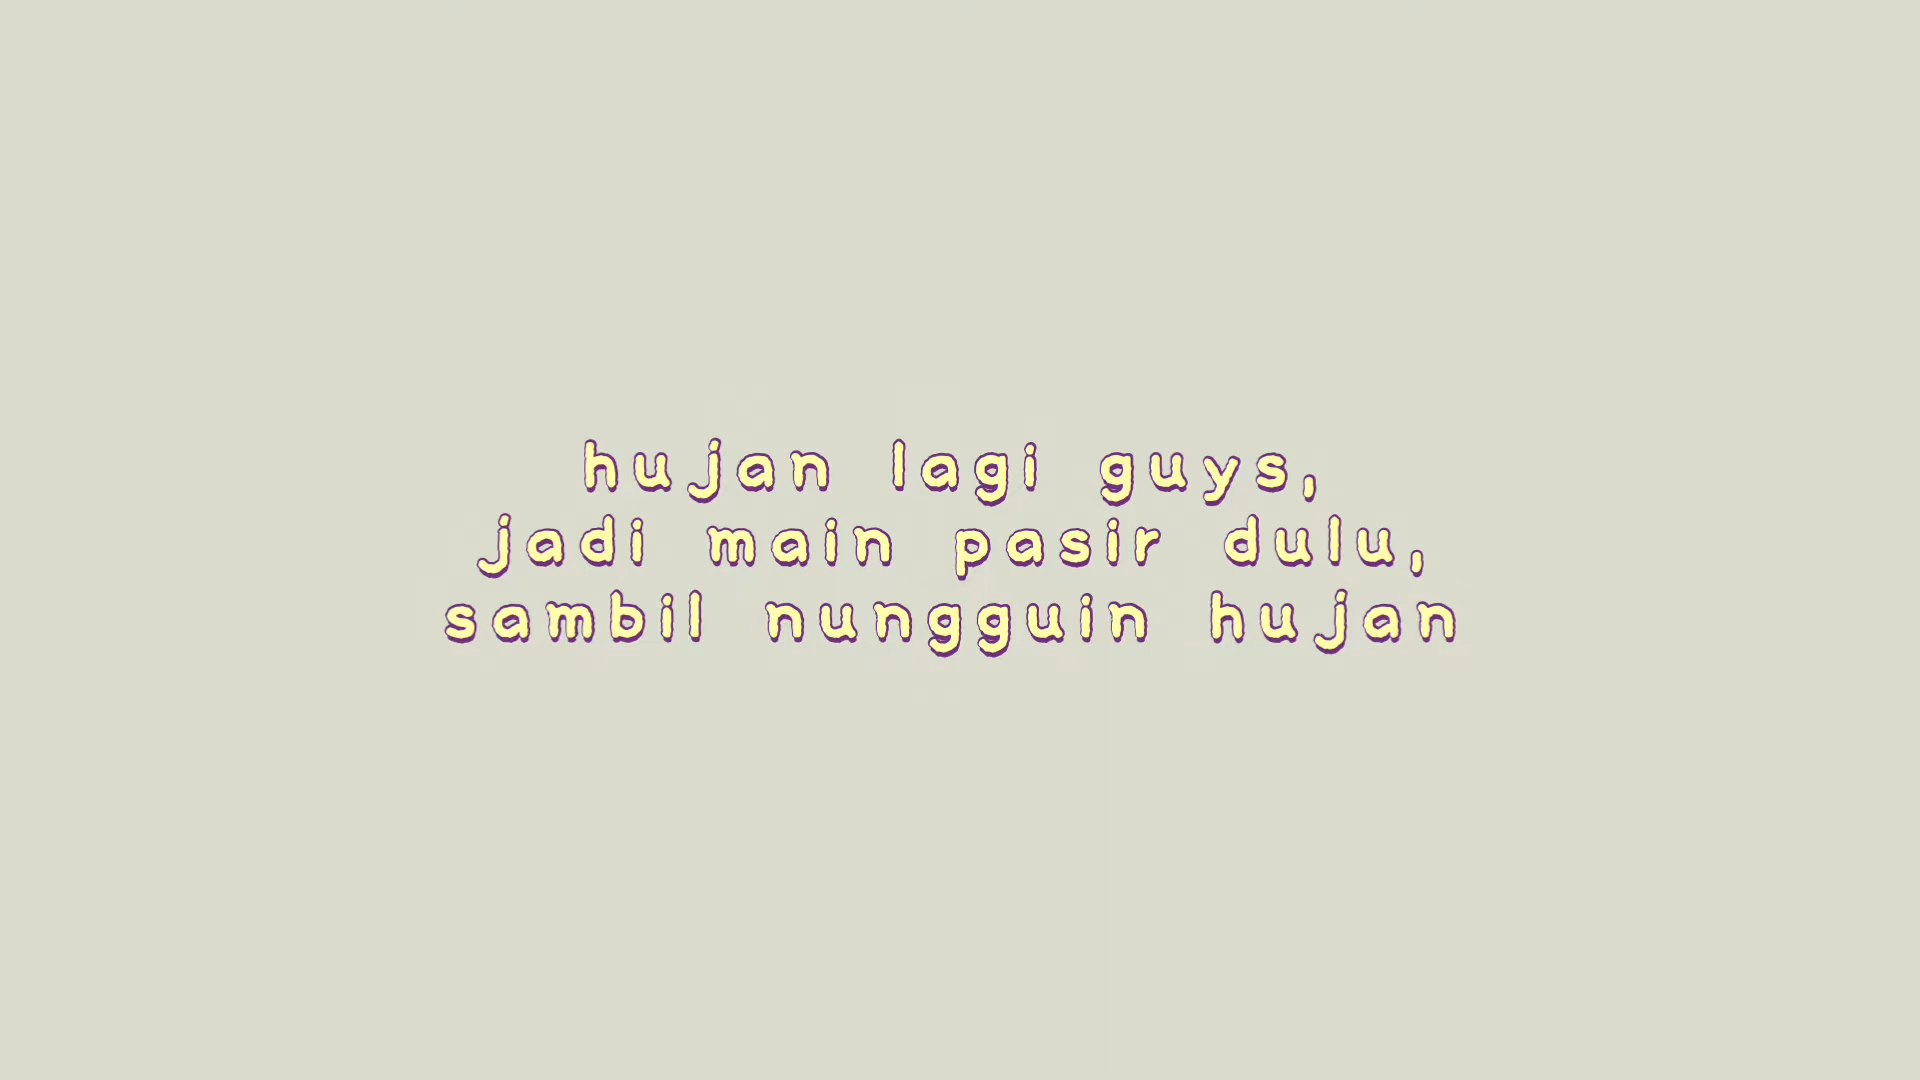 hujan lagi guys,
jadi main pasir dulu,
sambil nungguin hujan